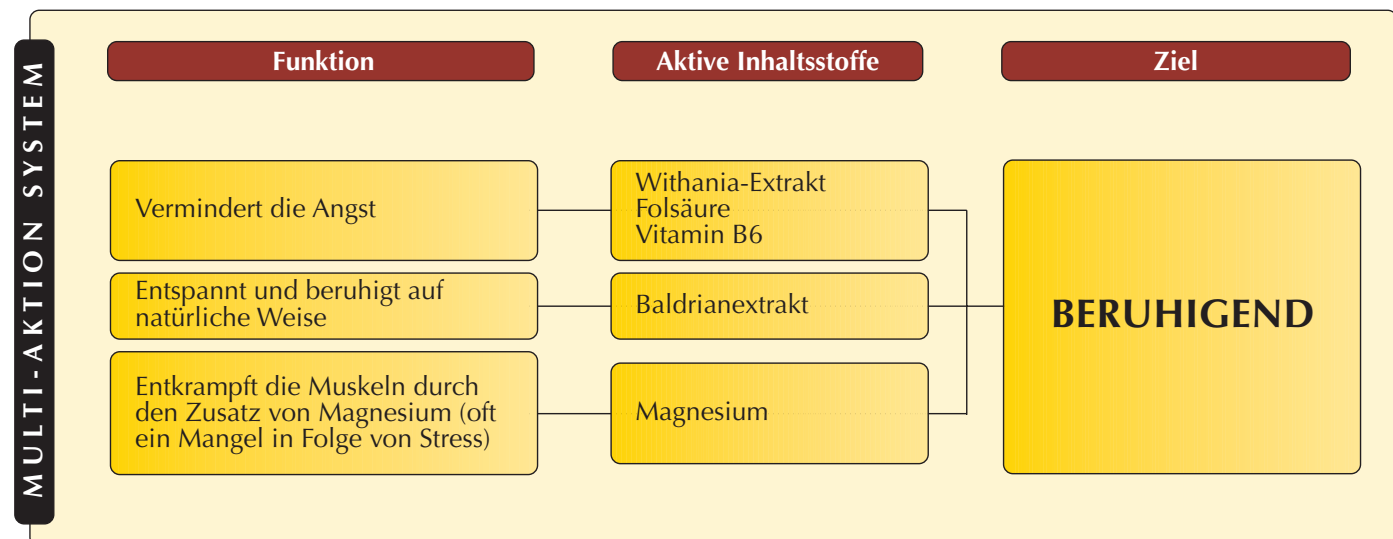 MULTI-AKTION SYSTEM
Funktion
Aktive Inhaltsstoffe
Ziel
Vermindert die Angst
Withania-Extrakt
Folsäure
Vitamin B6
Entspannt und beruhigt auf
natürliche Weise
Baldrianextrakt
Entkrampft die Muskeln durch
den Zusatz von Magnesium (oft
ein Mangel in Folge von Stress)
Magnesium
BERUHIGEND